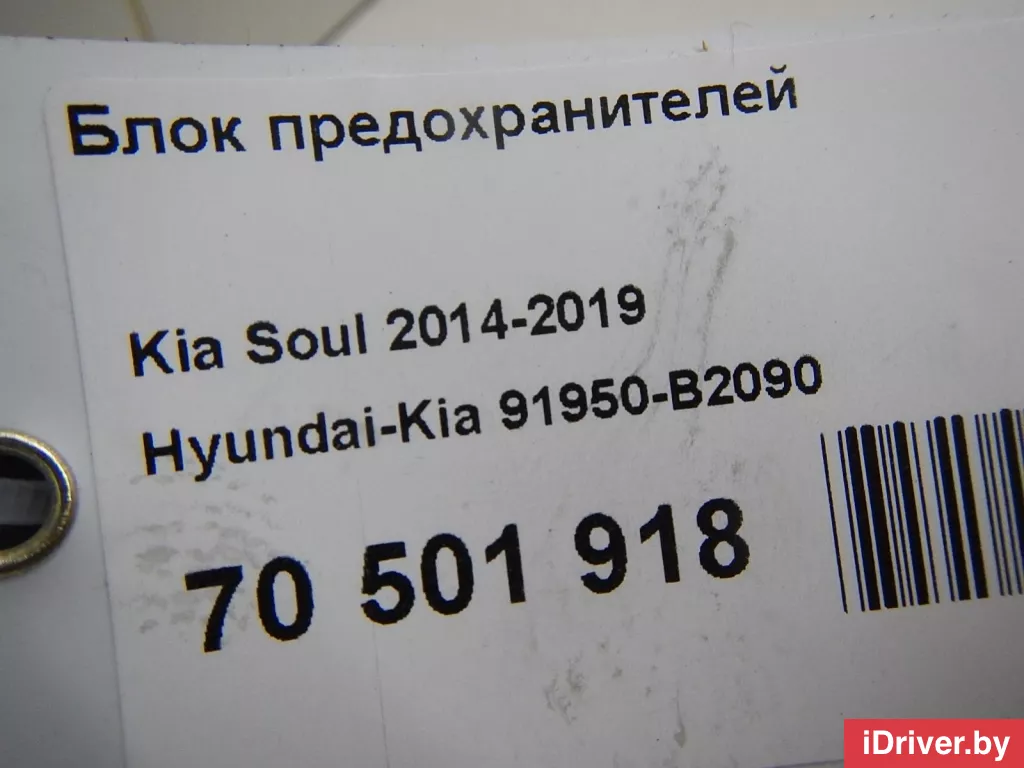 Блок предохранителей
Kia Soul 2014-2019
Hyundai-Kia 91950-B2090
70 501 918
iDriver.by